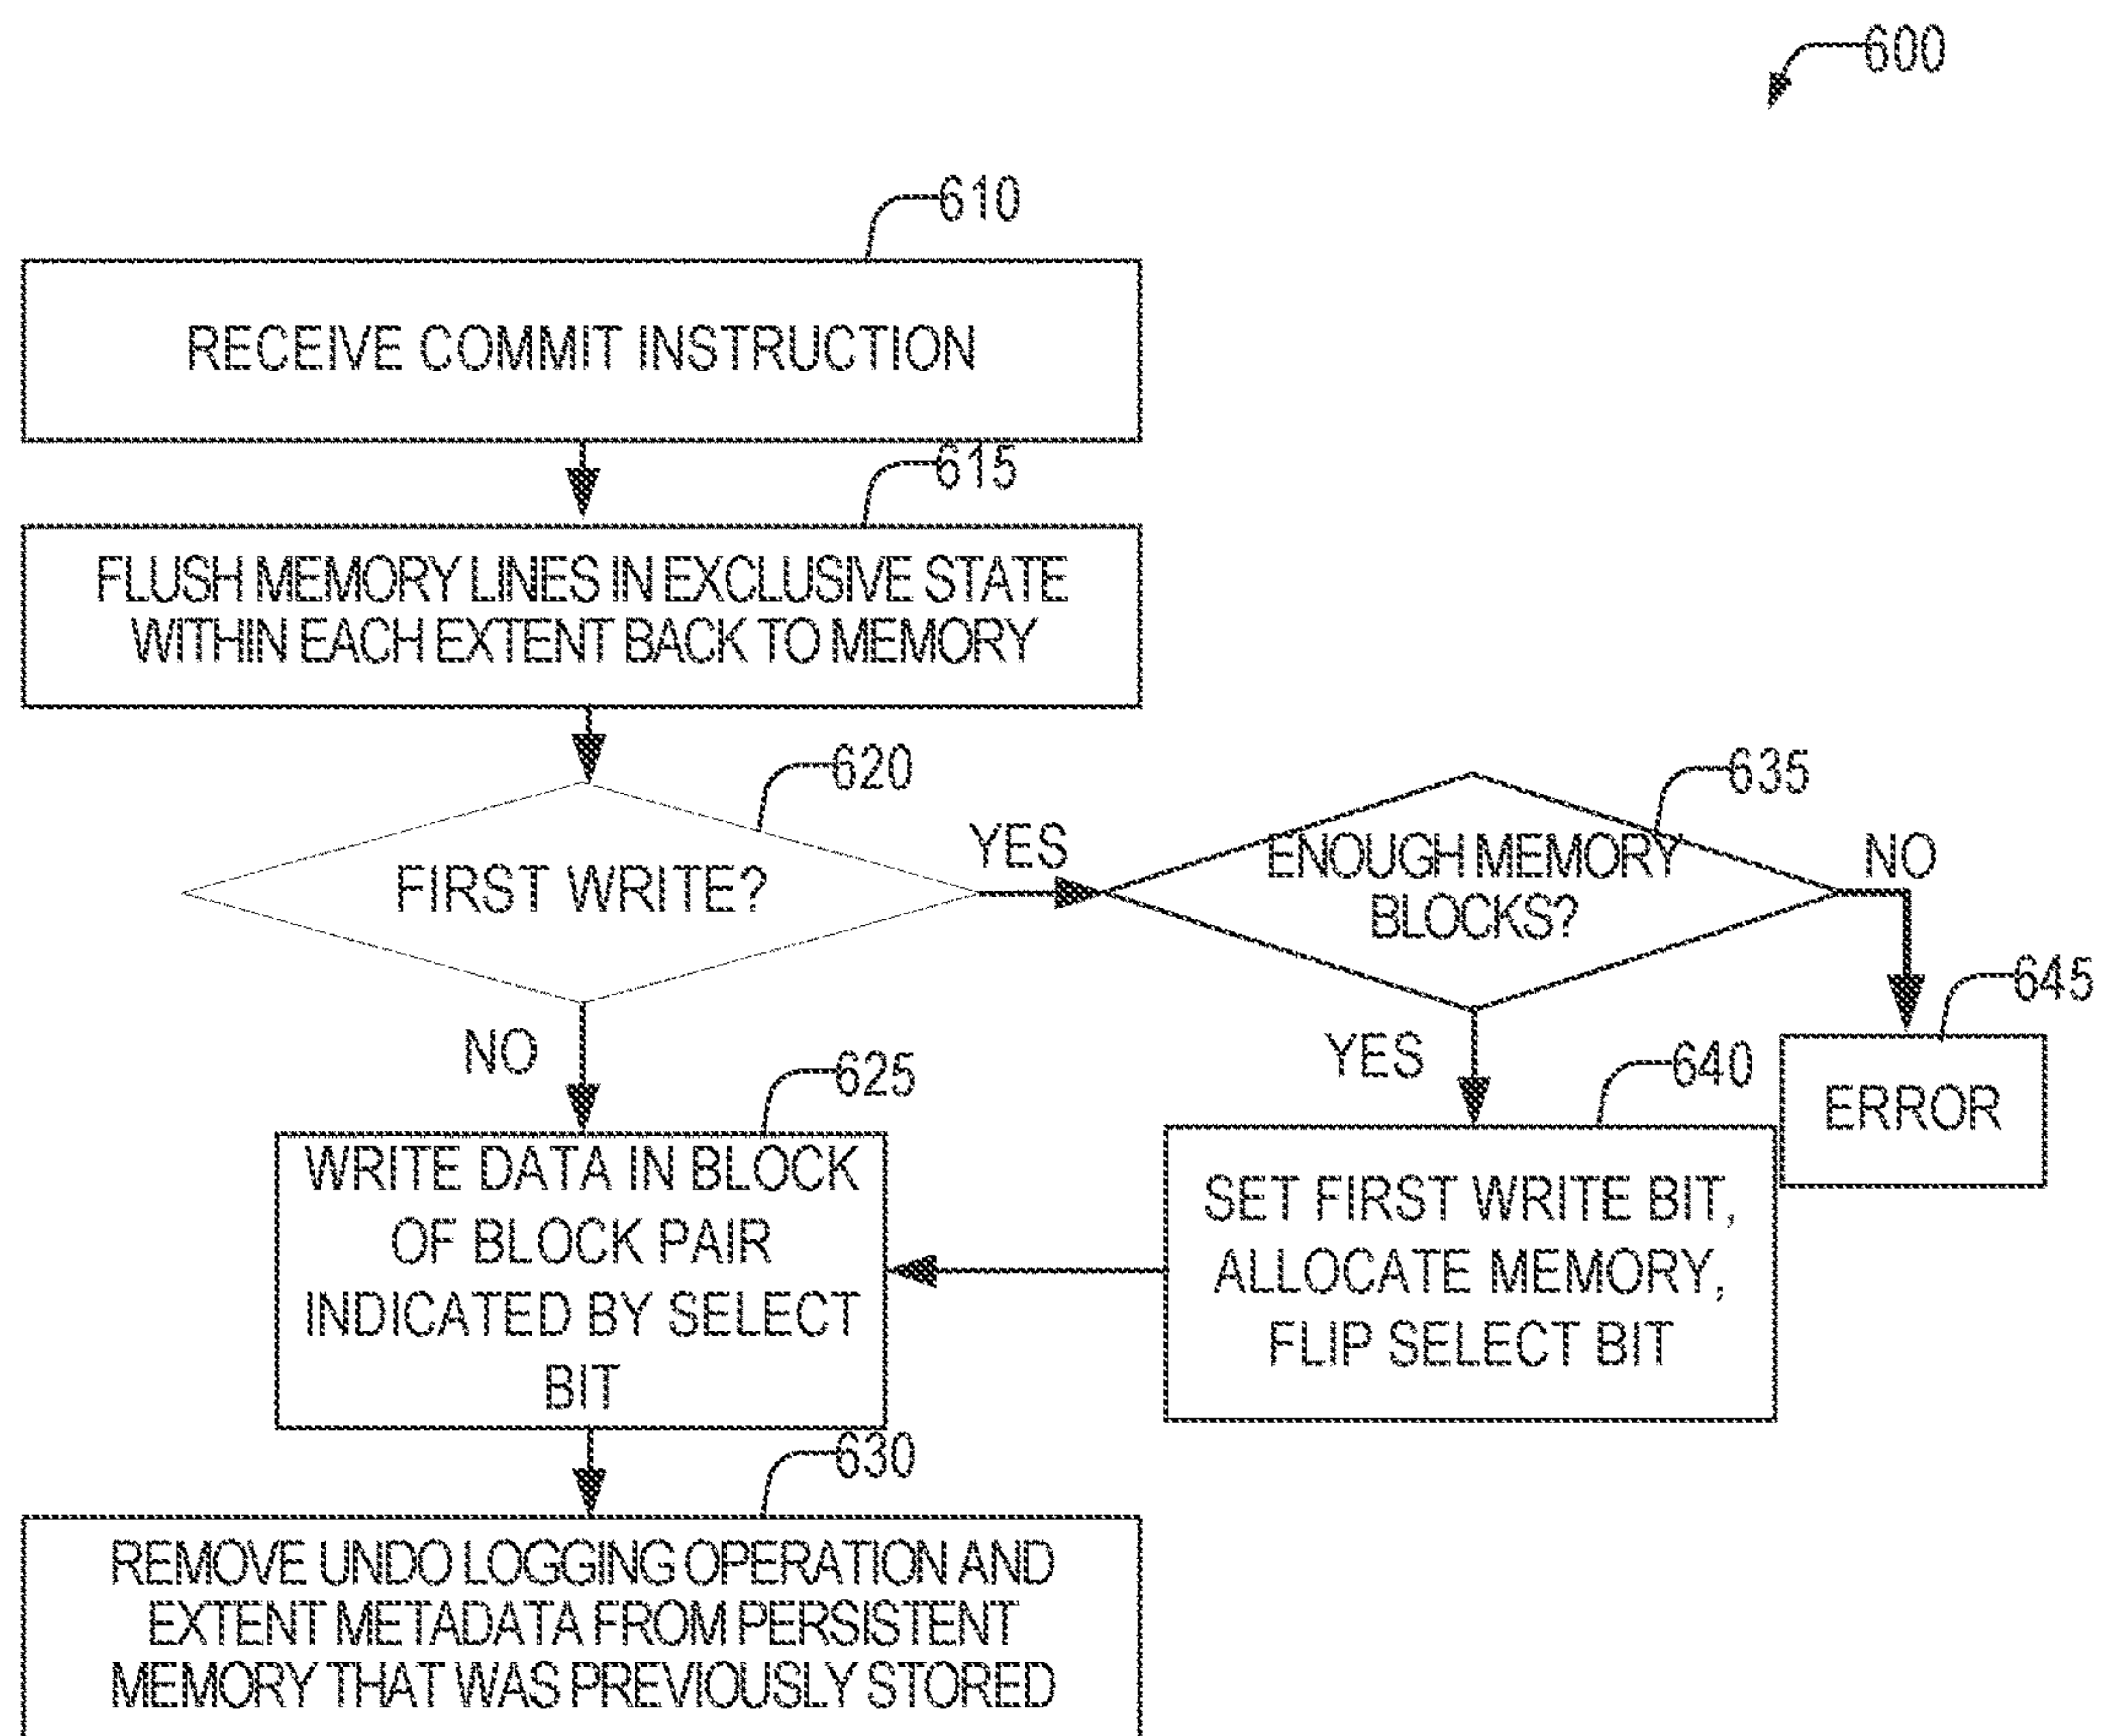 600
610
RECEIVE COMMIT INSTRUCTION
615
FLUSH MEMORY LINES IN EXCLUSIVE STATE
WITHIN EACH EXTENT BACK TO MEMORY
620
FIRST WRITE?
YES
635
ENOUGH MEMORY
BLOCKS?
NO
645
ERROR
NO
625
WRITE DATA IN BLOCK
OF BLOCK PAIR
INDICATED BY SELECT
BIT
YES
640
SET FIRST WRITE BIT,
ALLOCATE MEMORY,
FLIP SELECT BIT
630
REMOVE UNDO LOGGING OPERATION AND
EXTENT METADATA FROM PERSISTENT
MEMORY THAT WAS PREVIOUSLY STORED